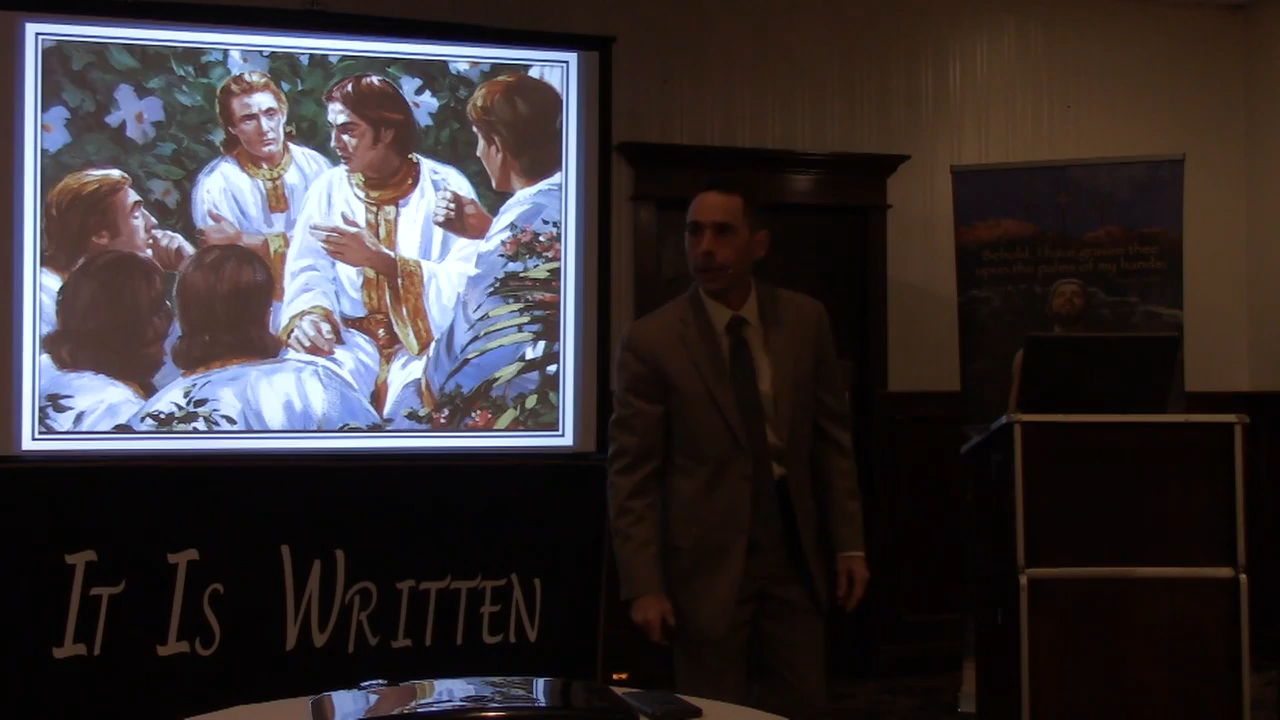 Behold, I have graven thee
upon the palms of my hands;
IT IS WRITTEN